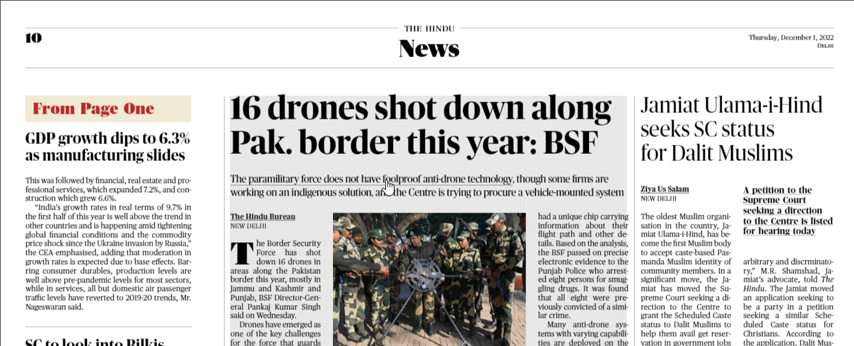 10
THE HINDU
News
Thursday, December 1, 2022
DELHI
From Page One
GDP growth dips to 6.3%
as manufacturing slides
This was followed by financial, real estate and pro-
fessional services, which expanded 7.2%, and con-
struction which grew 6.6%.
"India's growth rates in real terms of 9.7% in
the first half of this year is well above the trend in
other countries and is happening amid tightening
global financial conditions and the commodity
price shock since the Ukraine invasion by Russia,"
the CEA emphasised, adding that moderation in
growth rates is expected due to base effects. Bar-
ring consumer durables, production levels are
well above pre-pandemic levels for most sectors,
while in services, all but domestic air passenger
traffic levels have reverted to 2019-20 trends, Mr.
Nageswaran said.
SC to look into Bilkis
16 drones shot down along
Pak. border this year: BSF
The paramilitary force does not have foolproof anti-drone technology, though some firms are
working on an indigenous solution, and the Centre is trying to procure a vehicle-mounted system
The Hindu Bureau
NEW DELHI
The Border Security
Force has shot
down 16 drones in
areas along the Pakistan
border this year, mostly in
Jammu and Kashmir and
Punjab, BSF Director-Gen-
eral Pankaj Kumar Singh
said on Wednesday.
Drones have emerged as
one of the key challenges
for the force that guards
had a unique chip carrying
information about their
flight path and other de-
tails. Based on the analysis,
the BSF passed on precise
electronic evidence to the
Punjab Police who arrest-
ed eight persons for smug-
gling drugs. It was found
that all eight were pre-
viously convicted of a simi-
lar crime.
Many anti-drone sys-
tems with varying capabili-
ties are deployed on the
Jamiat Ulama-i-Hind
seeks SC status
for Dalit Muslims
Ziya Us Salam
NEW DELHI
The oldest Muslim organi-
sation in the country, Ja-
miat Ulama-i-Hind, has be-
come the first Muslim body
to accept caste-based Pas-
manda Muslim identity of
community members. In a
significant move, the Ja-
miat has moved the Su-
preme Court seeking a di-
rection to the Centre to
grant the Scheduled Caste
status to Dalit Muslims to
help them avail get reser-
vation in government jobs
A petition to the
Supreme Court
seeking a direction
to the Centre is listed
for hearing today
arbitrary and discrminato-
ry," M.R. Shamshad, Ja-
miat's advocate, told The
Hindu. The Jamiat moved
an application seeking to
be a party in a petition
seeking a similar Sche-
duled Caste status for
Christians. According to
the application, Dalit Mus-